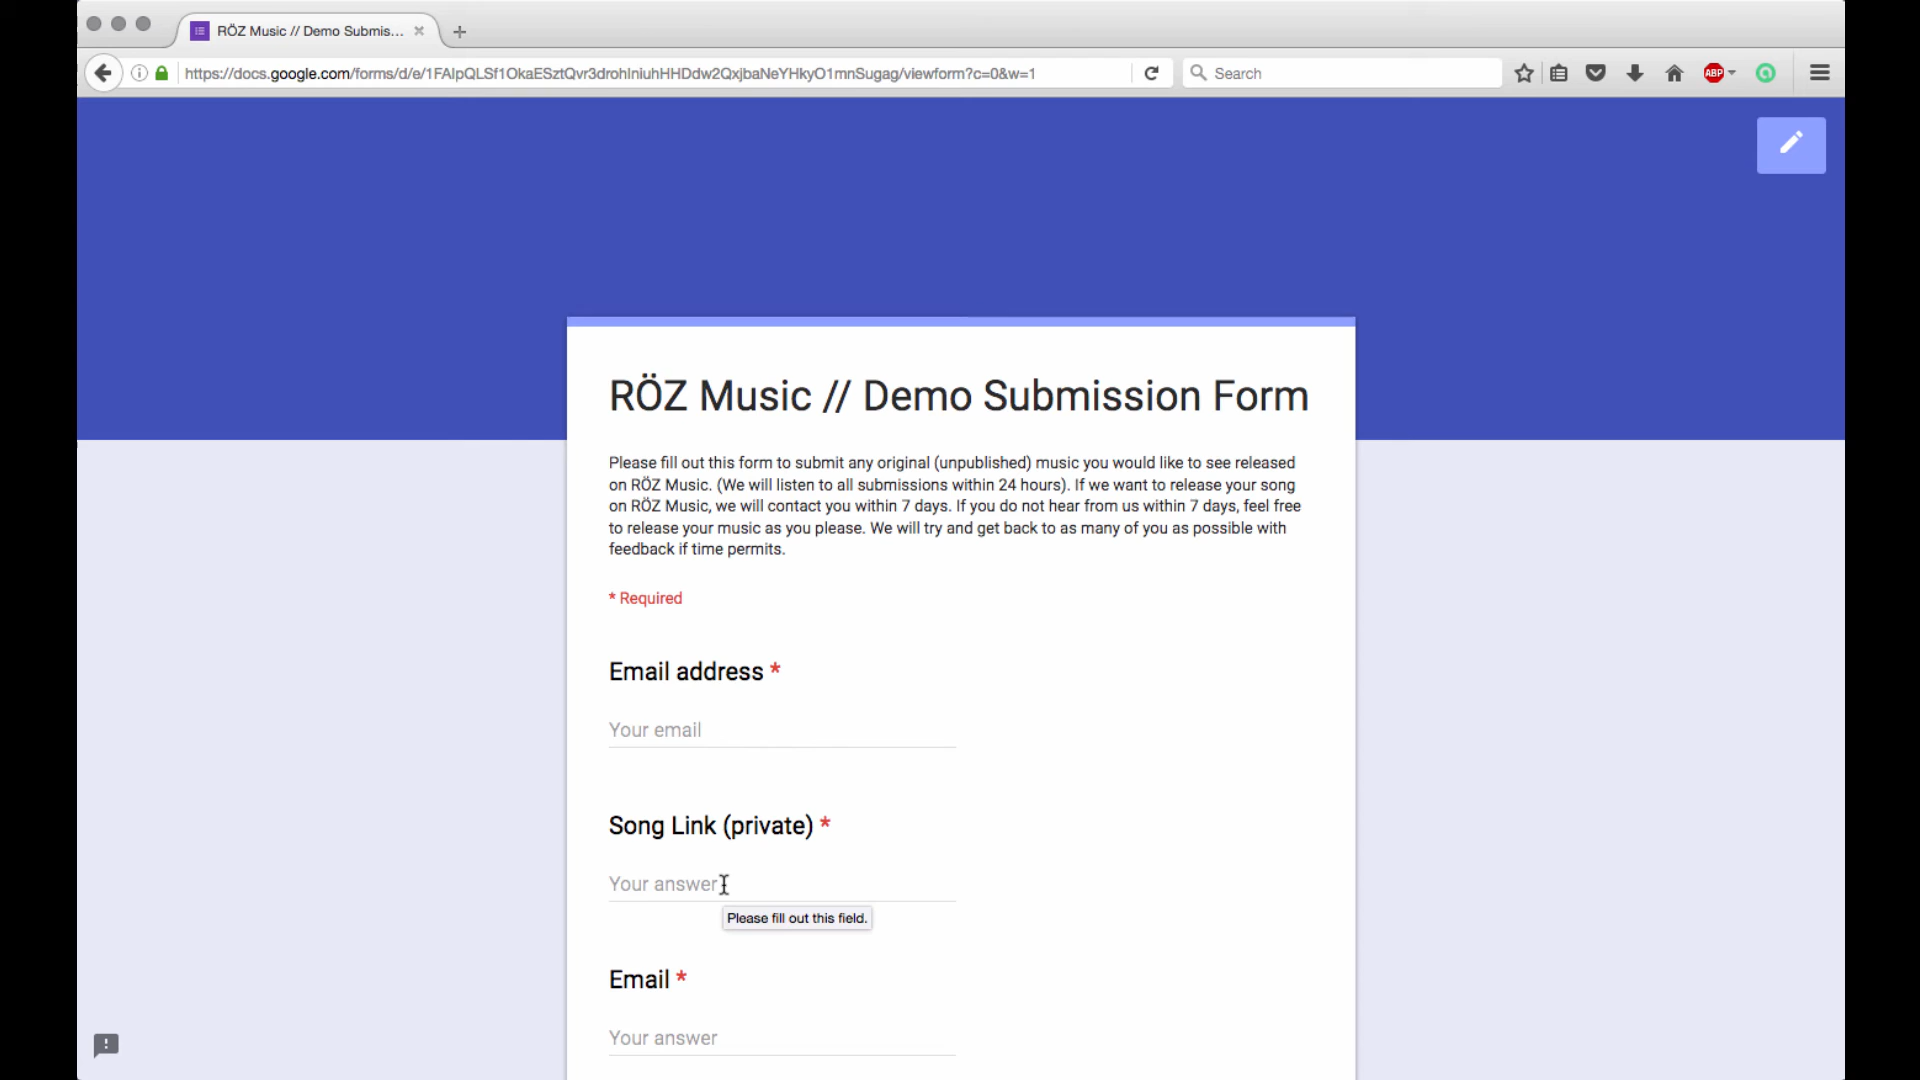 RÖZ Music // Demo Submis...
https://docs.google.com/forms/d/e/1FAIpQLSf1OkaESztQvr3drohIniuhHHDdw2QxjbaNeYHkyO1mnSugag/viewform?c=0&w=1
Search
ABP
RÖZ Music // Demo Submission Form
Please fill out this form to submit any original (unpublished) music you would like to see released
on RÖZ Music. (We will listen to all submissions within 24 hours). If we want to release your song
on RÖZ Music, we will contact you within 7 days. If you do not hear from us within 7 days, feel free
to release your music as you please. We will try and get back to as many of you as possible with
feedback if time permits.
* Required
Email address *
Your email
Song Link (private) *
Your answer
Please fill out this field.
Email *
Your answer